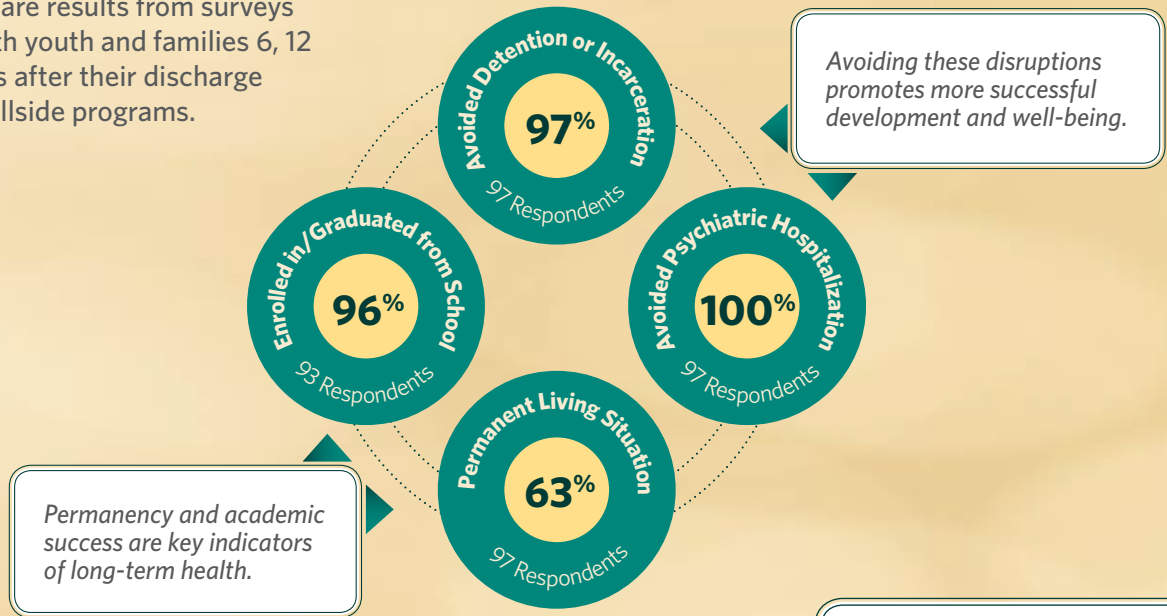 are results from surveys
th youth and families 6, 12
s after their discharge
illside programs.
Avoided Detention or Incarceration
97%
97 Respondents
Avoiding these disruptions
promotes more successful
development and well-being.
Enrolled in/Graduated from School
96%
93 Respondents
Avoided Psychiatric Hospitalization
100%
97 Respondents
Permanent Living Situation
63%
97 Respondents
Permanency and academic
success are key indicators
of long-term health.